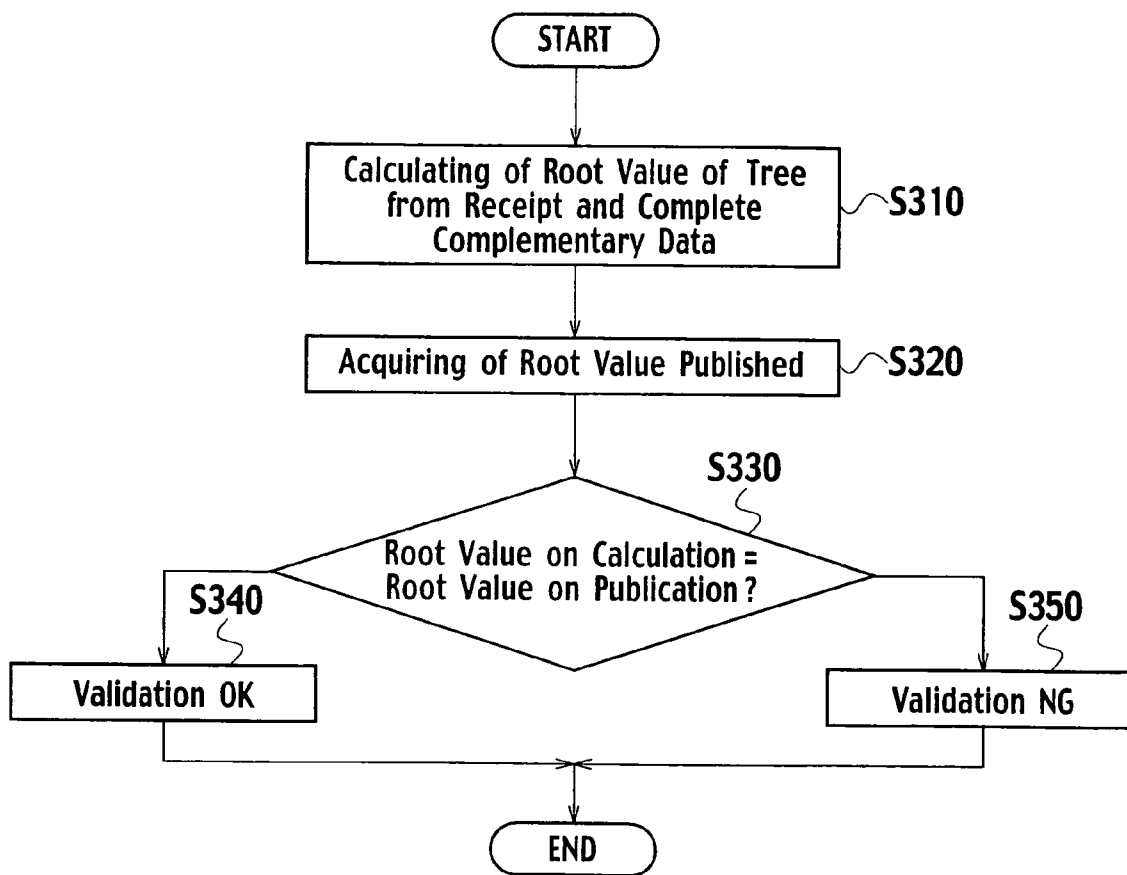 START
Calculating of Root Value of Tree
from Receipt and Complete
Complementary Data
S310
Acquiring of Root Value Published
S320
S330
Root Value on Calculation =
Root Value on Publication ?
S340
Validation OK
S350
Validation NG
END